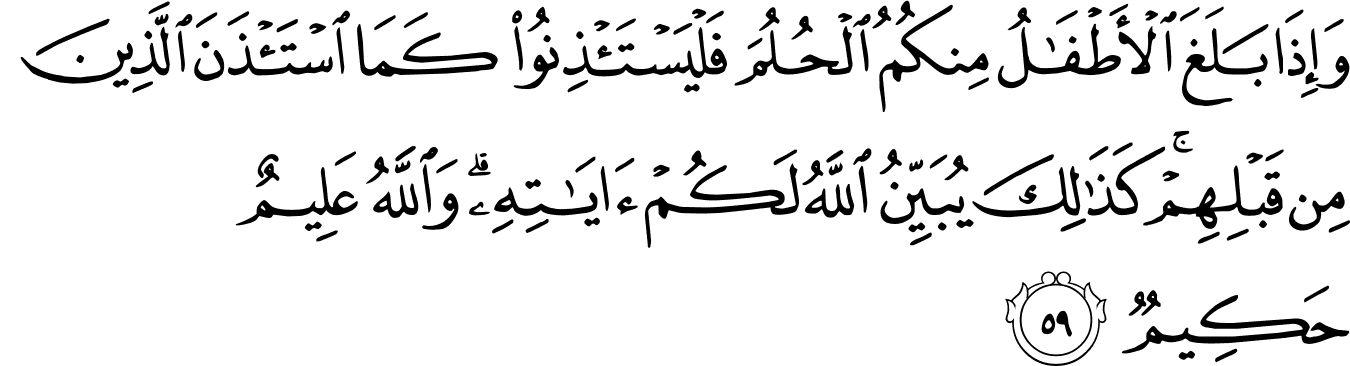 وَإِذَا بَلَغَ ٱلْأَطْفَـٰلُ مِنكُمُ ٱلْحُلُمَ فَلْيَسْتَـْٔذِنُوا۟ كَمَا ٱسْتَـْٔذَنَ ٱلَّذِينَ
مِن قَبْلِهِمْ ۚ كَذَٰلِكَ يُبَيِّنُ ٱللَّهُ لَكُمْ ءَايَـٰتِهِۦ ۗ وَٱللَّهُ عَلِيمٌ
حَكِيمٌ ٥٩